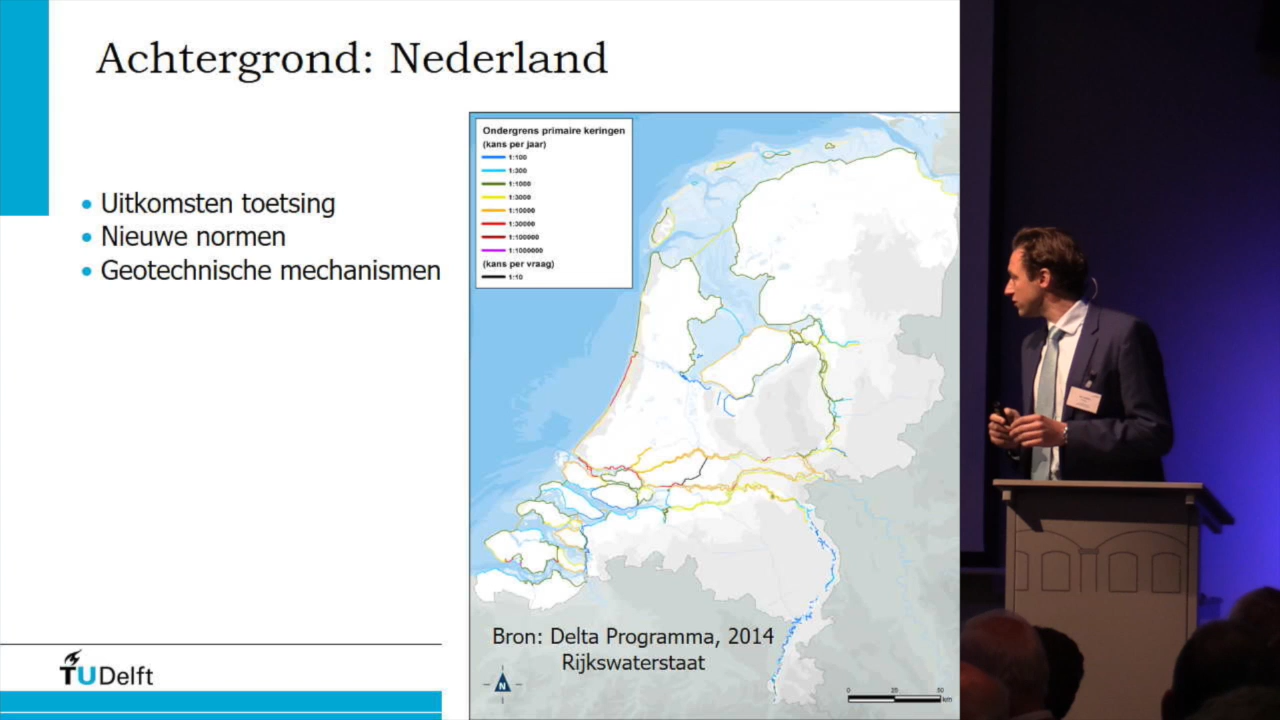 Achtergrond: Nederland
• Uitkomsten toetsing
• Nieuwe normen
• Geotechnische mechanismen
Ondergrens primaire keringen
(kans per jaar)
1:100
1:300
1:1000
1:3000
1:10000
1:30000
1:100000
1:1000000
(kans per vraag)
1:10
Bron: Delta Programma, 2014
Rijkswaterstaat
N
0 25 50
km
TUDelft